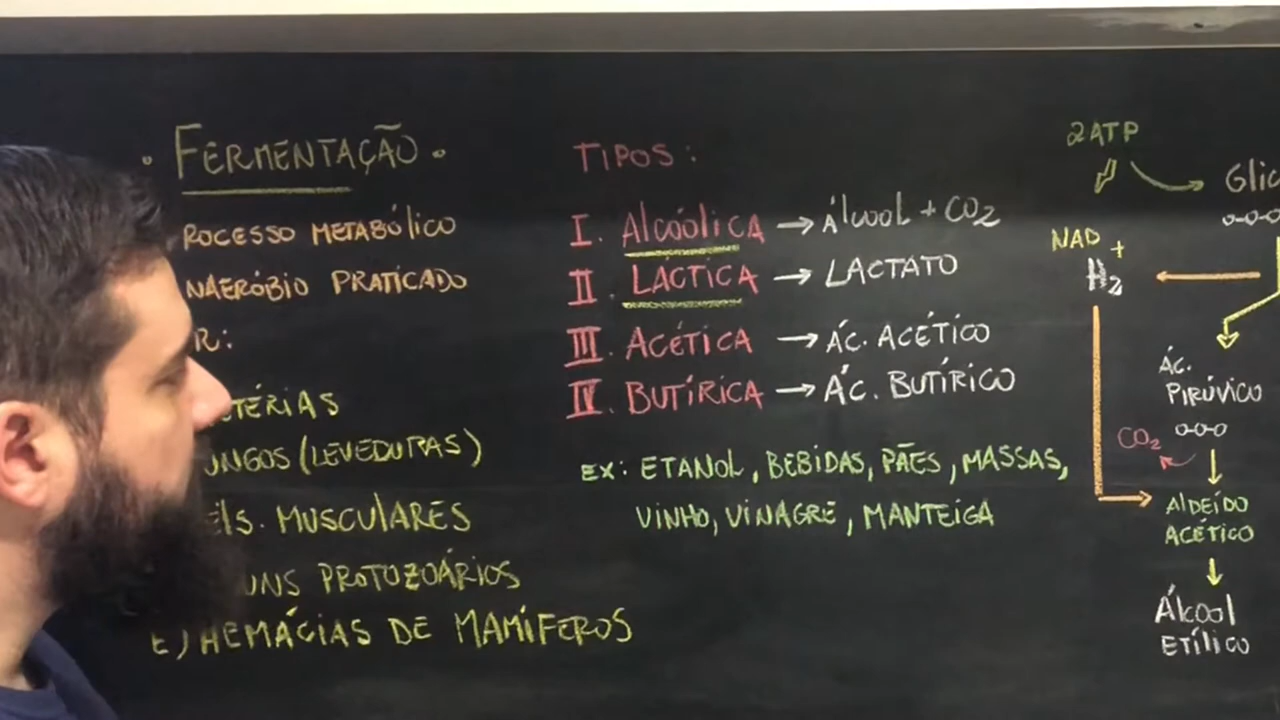 . FERMENTAÇÃO .
ROCESSO METABÓLICO
NAERÓBIO PRATICADO
R:
TÉRIAS
UNGOS (LEVEDURAS)
ÉlS. MUSCULARES
UNS PROTOZOÁRIOS
E) HEMÁCIAS DE MAMÍFEROS
TIPOS:
I. AlcoólicA → Álcool + CO2
II. LÁCTICA → LACTATO
III. ACÉTICA → ÁC. ACÉTICO
IV. BUTÍRICA → ÁC. BUTÍRICO
EX: ETANOL, BEBIDAS, PÃES, MASSAS,
VINHO, VINAGRE, MANTEIGA
2ATP
Glic
NAD+
H2
ÁC.
PIRÚVICO
CO2
AlDEÍDO
ACÉTICO
Álcool
ETÍlICO